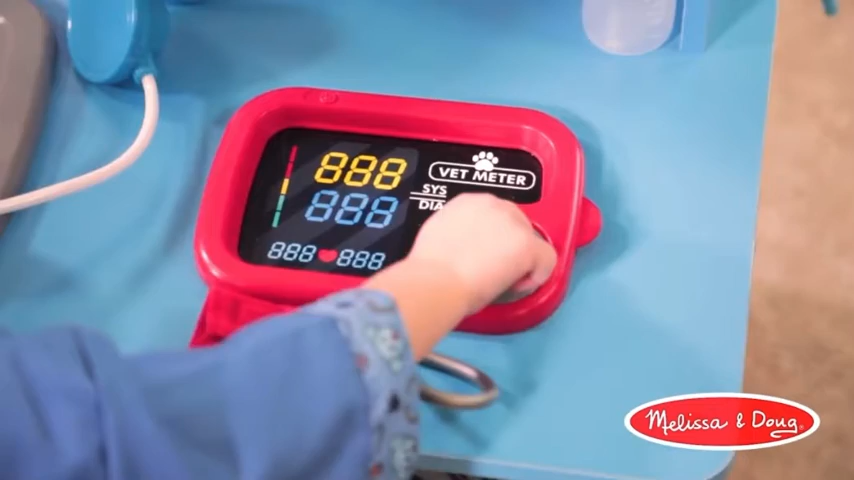 888
888
888 ❤ 888
VET METER
SYS
DIA
Melissa & Doug®